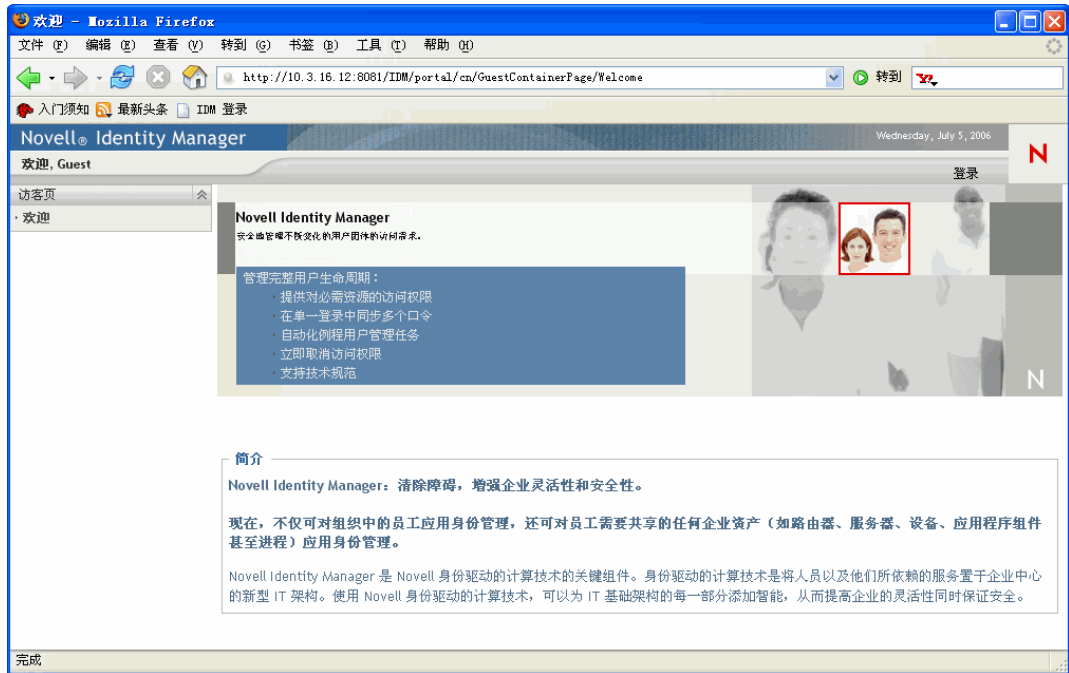 欢迎 - Mozilla Firefox
文件 (F) 编辑 (E) 查看 (V) 转到 (G) 书签 (B) 工具 (T) 帮助 (H)
http://10.3.16.12:8081/IDM/portal/cn/GuestContainerPage/Welcome 转到 Y!
入门须知 最新头条 IDM 登录
Novell® Identity Manager Wednesday, July 5, 2006
N
欢迎, Guest
登录
访客页
· 欢迎
Novell Identity Manager
安全地管理不断变化的用户团体的访问需求。
管理完整用户生命周期：
· 提供对必需资源的访问权限
· 在单一登录中同步多个口令
· 自动化例程用户管理任务
· 立即取消访问权限
· 支持技术规范
N
简介
Novell Identity Manager：清除障碍，增强企业灵活性和安全性。
现在，不仅可对组织中的员工应用身份管理，还可对员工需要共享的任何企业资产（如路由器、服务器、设备、应用程序组件
甚至进程）应用身份管理。
Novell Identity Manager 是 Novell 身份驱动的计算技术的关键组件。身份驱动的计算技术是将人员以及他们所依赖的服务置于企业中心
的新型 IT 架构。使用 Novell 身份驱动的计算技术，可以为 IT 基础架构的每一部分添加智能，从而提高企业的灵活性同时保证安全。
完成